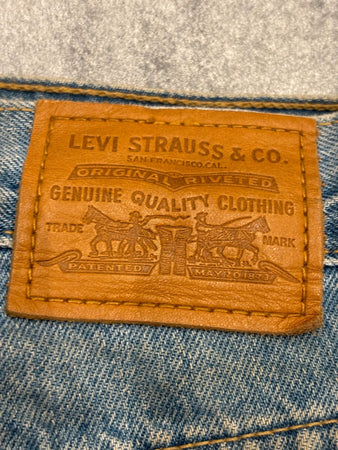 LEVI STRAUSS & CO.
SAN FRANCISCO, CAL.
ORIGINAL RIVETED
GENUINE QUALITY CLOTHING
TRADE MARK
PATENTED MAY 20 1873